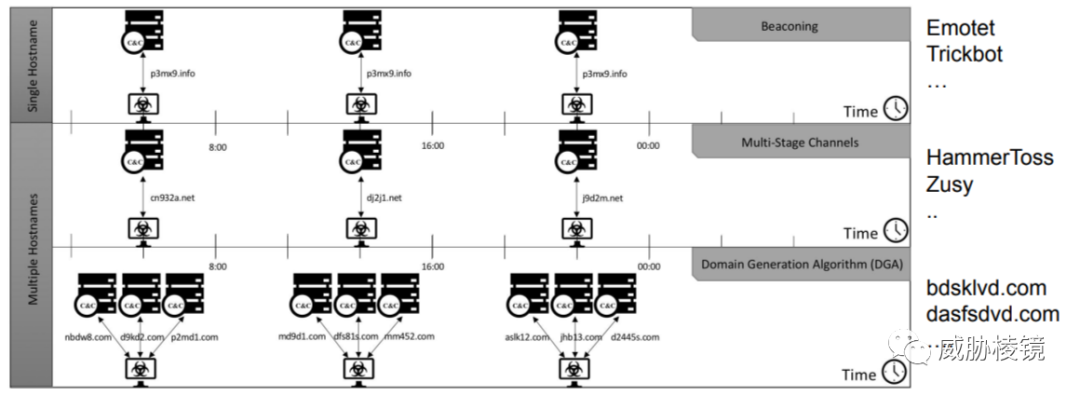 Single Hostname
C&C
C&C
C&C
Beaconing
p3mx9.info
p3mx9.info
p3mx9.info
Time
Emotet
Trickbot
...
8:00
16:00
00:00
Multiple Hostnames
C&C
C&C
C&C
Multi-Stage Channels
cn932a.net
dj2j1.net
j9d2m.net
Time
HammerToss
Zusy
..
8:00
16:00
00:00
Domain Generation Algorithm (DGA)
C&C C&C C&C
C&C C&C C&C
C&C C&C C&C
nbdw8.com d9kd2.com p2md1.com
md9d1.com dfs81s.com mm452.com
aslk12.com jhb13.com d2445s.com
Time
bdsklvd.com
dasfsdvd.com
威胁棱镜